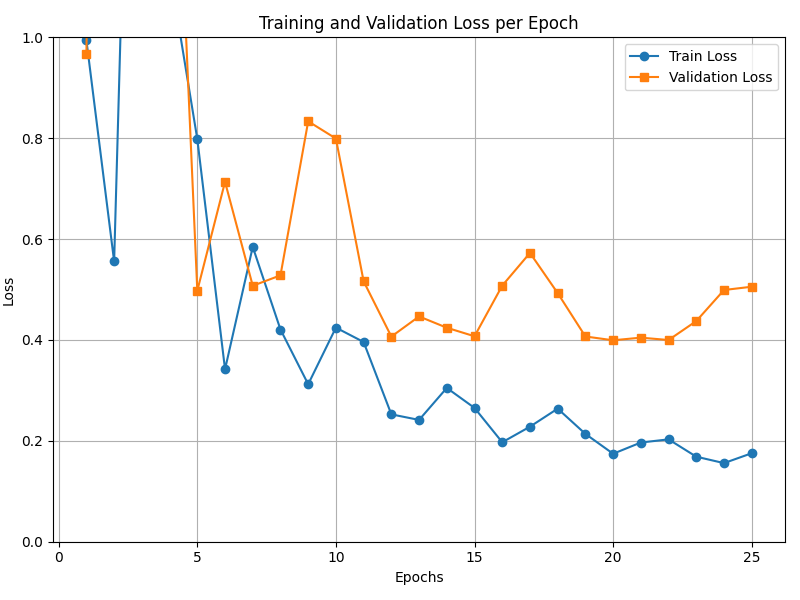 Training and Validation Loss per Epoch
Train Loss
Validation Loss
Loss
1.0
0.8
0.6
0.4
0.2
0.0
0 5 10 15 20 25
Epochs